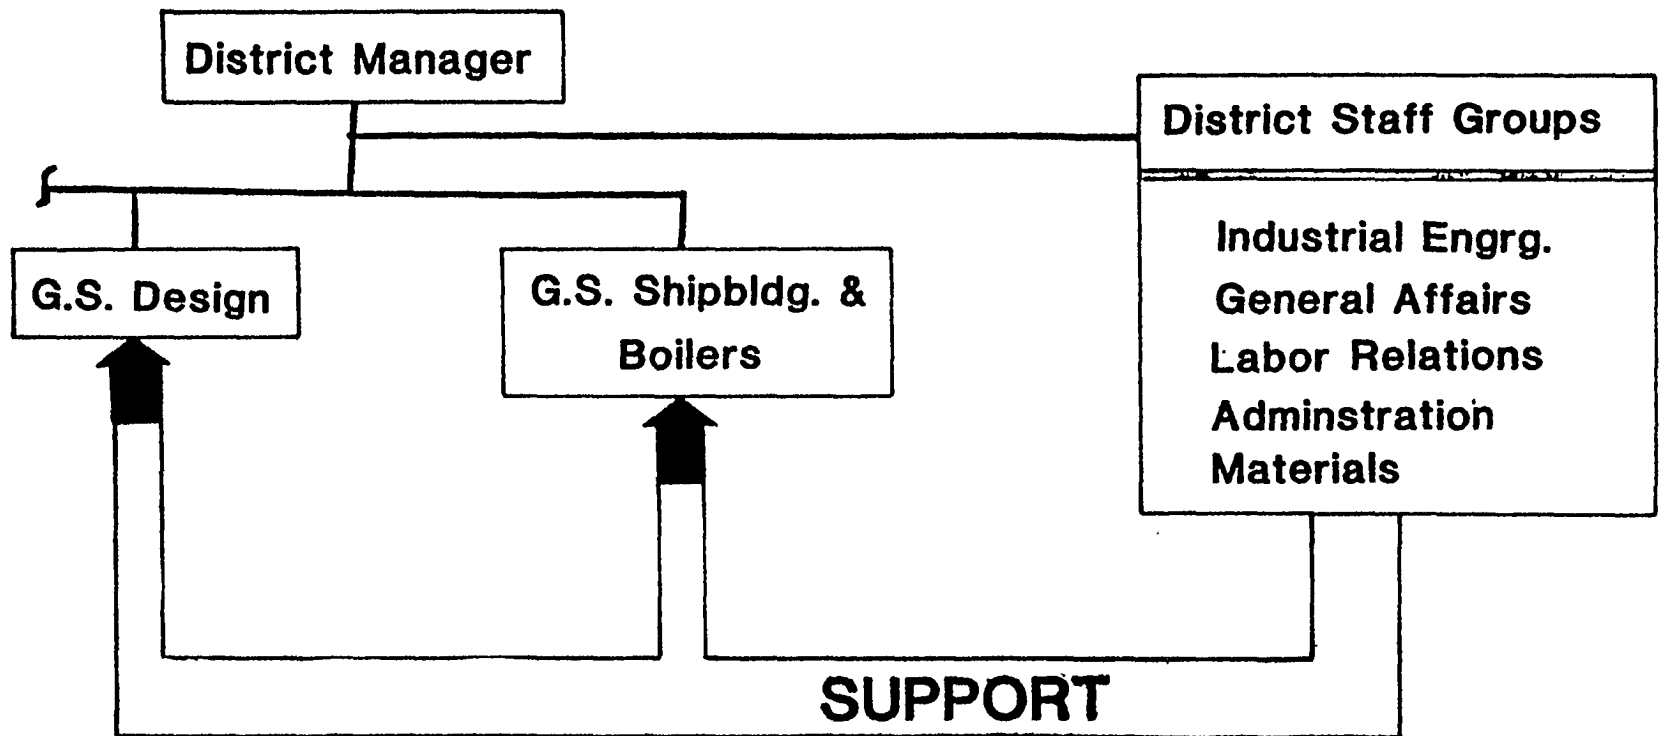 District Manager
District Staff Groups
Industrial Engrg.
General Affairs
Labor Relations
Adminstration
Materials
G.S. Design
G.S. Shipbldg. &
Boilers
SUPPORT